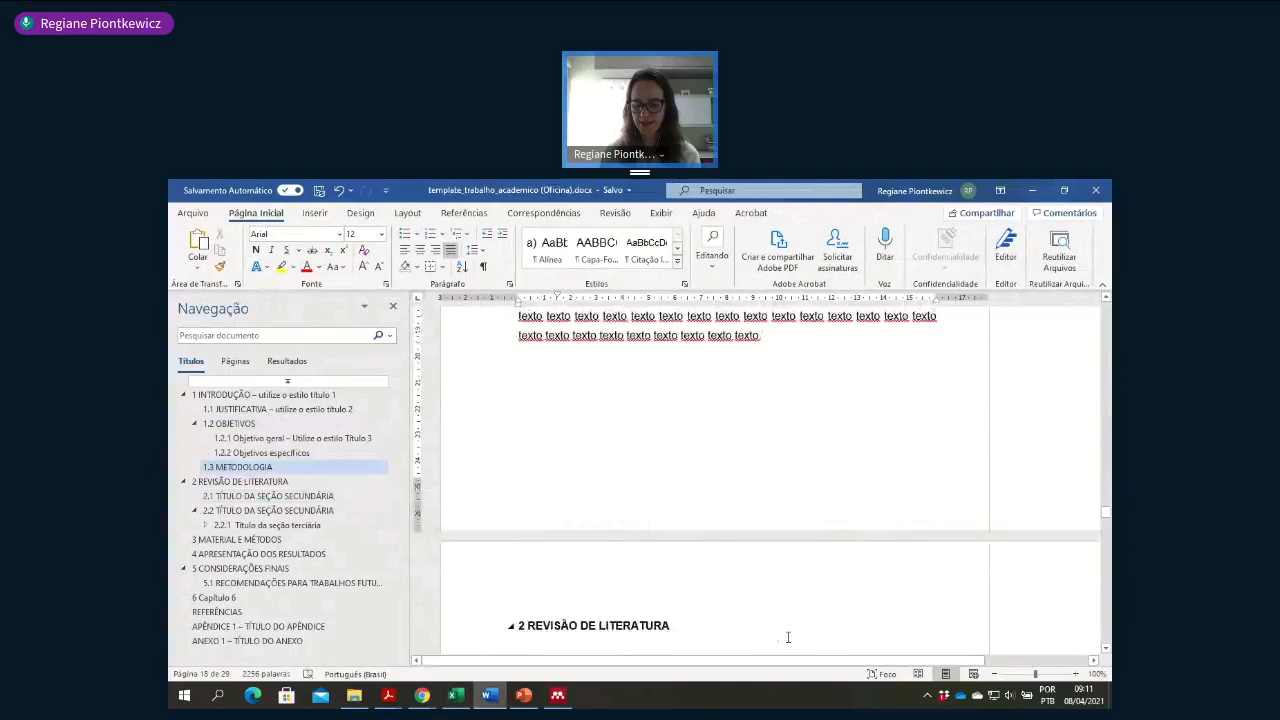 Regiane Piontkewicz
Regiane Piontk...
Salvamento Automático
template_trabalho_academico (Oficina).docx - Salvo
Pesquisar
Regiane Piontkewicz
RP
Arquivo
Página Inicial
Inserir
Design
Layout
Referências
Correspondências
Revisão
Exibir
Ajuda
Acrobat
Compartilhar
Comentários
Colar
Arial
12
N I S ab x₂ x²
Aa
a) AaBt
AABBC(
AaBbCcD(
¶ Alínea
¶ Capa-Fo...
¶ Citação l...
Editando
Criar e compartilhar
Adobe PDF
Solicitar
assinaturas
Ditar
Confidencialidade
Editor
Reutilizar
Arquivos
Área de Transf...
Fonte
Parágrafo
Estilos
Adobe Acrobat
Voz
Confidencialidade
Editor
Reutilizar Arqui...
Navegação
Pesquisar documento
Títulos
Páginas
Resultados
1 INTRODUÇÃO – utilize o estilo título 1
1.1 JUSTIFICATIVA – utilize o estilo título 2
1.2 OBJETIVOS
1.2.1 Objetivo geral – Utilize o estilo Título 3
1.2.2 Objetivos específicos
1.3 METODOLOGIA
2 REVISÃO DE LITERATURA
2.1 TÍTULO DA SEÇÃO SECUNDÁRIA
2.2 TÍTULO DA SEÇÃO SECUNDÁRIA
2.2.1 Título da seção terciária
3 MATERIAL E MÉTODOS
4 APRESENTAÇÃO DOS RESULTADOS
5 CONSIDERAÇÕES FINAIS
5.1 RECOMENDAÇÕES PARA TRABALHOS FUTU...
6 Capítulo 6
REFERÊNCIAS
APÊNDICE 1 – TÍTULO DO APÊNDICE
ANEXO 1 – TÍTULO DO ANEXO
texto texto texto texto texto texto texto texto texto texto texto texto texto texto texto
texto texto texto texto texto texto texto texto texto
2 REVISÃO DE LITERATURA
Página 18 de 29
2256 palavras
Português (Brasil)
Foco
100%
POR
PTB
09:11
08/04/2021